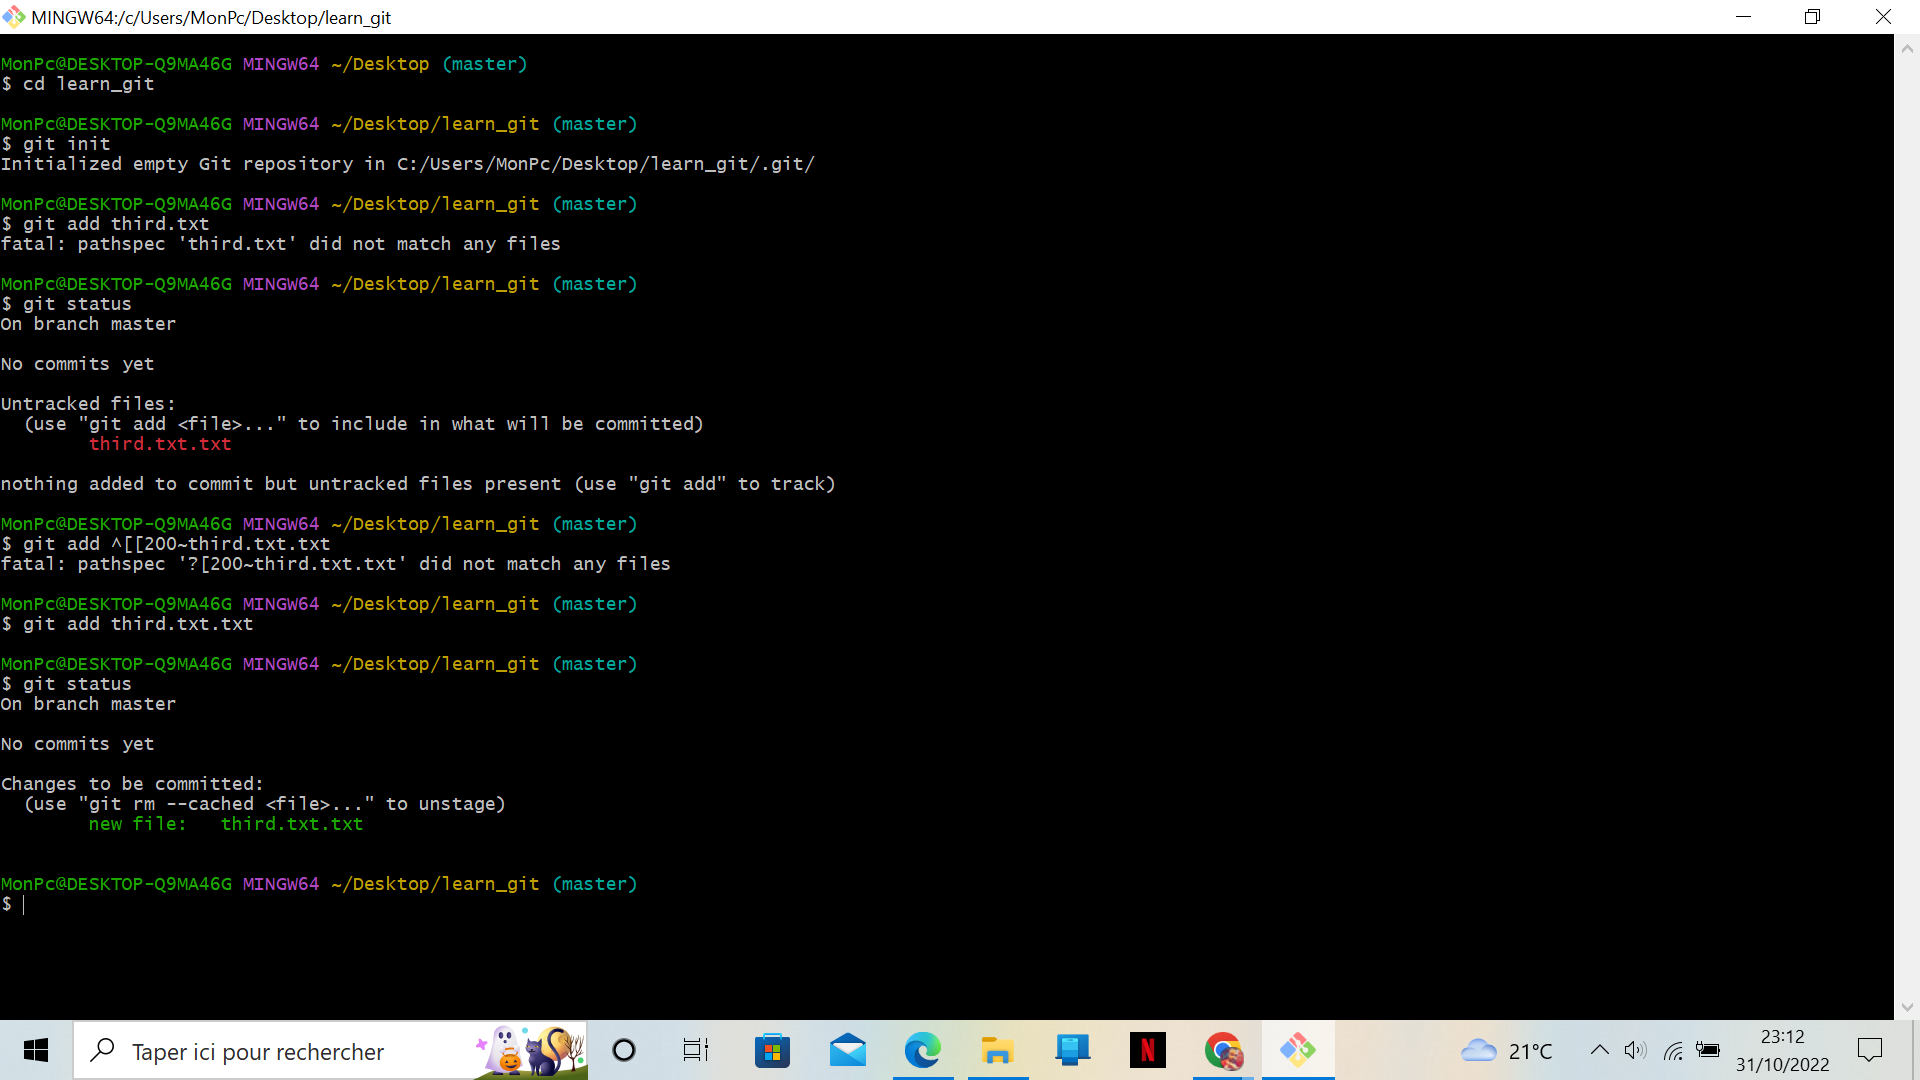 MINGW64:/c/Users/MonPc/Desktop/learn_git
MonPc@DESKTOP-Q9MA46G MINGW64 ~/Desktop (master)
$ cd learn_git
MonPc@DESKTOP-Q9MA46G MINGW64 ~/Desktop/learn_git (master)
$ git init
Initialized empty Git repository in C:/Users/MonPc/Desktop/learn_git/.git/
MonPc@DESKTOP-Q9MA46G MINGW64 ~/Desktop/learn_git (master)
$ git add third.txt
fatal: pathspec 'third.txt' did not match any files
MonPc@DESKTOP-Q9MA46G MINGW64 ~/Desktop/learn_git (master)
$ git status
On branch master
No commits yet
Untracked files:
  (use "git add <file>..." to include in what will be committed)
        third.txt.txt
nothing added to commit but untracked files present (use "git add" to track)
MonPc@DESKTOP-Q9MA46G MINGW64 ~/Desktop/learn_git (master)
$ git add ^[[200~third.txt.txt
fatal: pathspec '?[200~third.txt.txt' did not match any files
MonPc@DESKTOP-Q9MA46G MINGW64 ~/Desktop/learn_git (master)
$ git add third.txt.txt
MonPc@DESKTOP-Q9MA46G MINGW64 ~/Desktop/learn_git (master)
$ git status
On branch master
No commits yet
Changes to be committed:
  (use "git rm --cached <file>..." to unstage)
        new file:   third.txt.txt
MonPc@DESKTOP-Q9MA46G MINGW64 ~/Desktop/learn_git (master)
$
Taper ici pour rechercher
N
21°C
23:12
31/10/2022